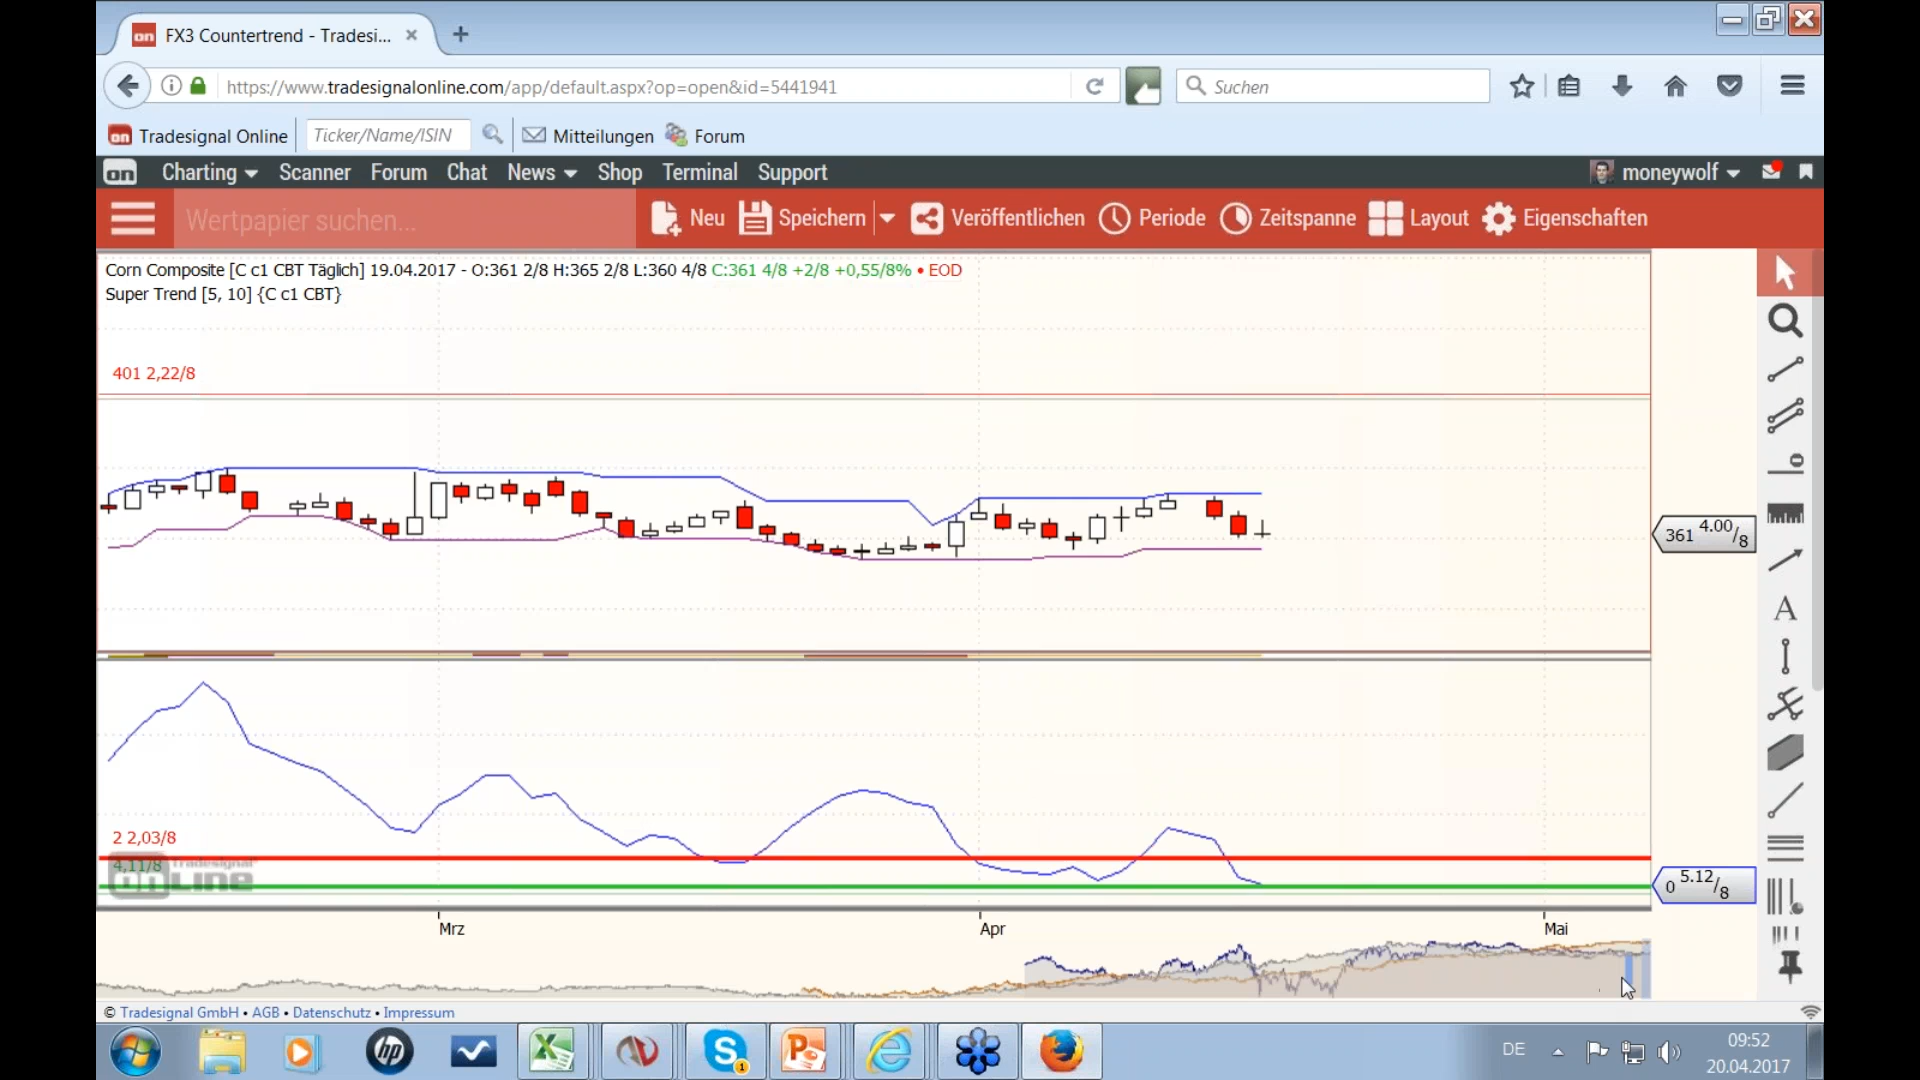 on FX3 Countertrend - Tradesi...
https://www.tradesignalonline.com/app/default.aspx?op=open&id=5441941
Suchen
on Tradesignal Online Ticker/Name/ISIN Mitteilungen Forum
on Charting Scanner Forum Chat News Shop Terminal Support moneywolf
Wertpapier suchen... Neu Speichern Veröffentlichen Periode Zeitspanne Layout Eigenschaften
Corn Composite [C c1 CBT Täglich] 19.04.2017 - O:361 2/8 H:365 2/8 L:360 4/8 C:361 4/8 +2/8 +0,55/8% • EOD
Super Trend [5, 10] {C c1 CBT}
401 2,22/8
361 4.00/8
A
2 2,03/8
4,11/8 Tradesignal®
onLine
0 5.12/8
Mrz Apr Mai
© Tradesignal GmbH • AGB • Datenschutz • Impressum
hp S 1 P e
DE
09:52
20.04.2017